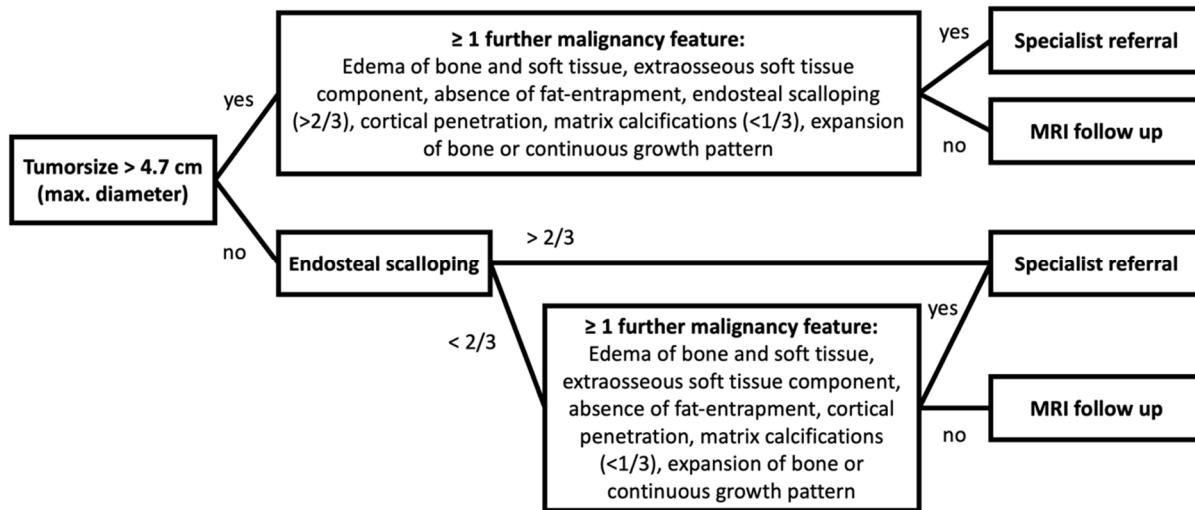 ≥ 1 further malignancy feature:
Edema of bone and soft tissue, extraosseous soft tissue
component, absence of fat-entrapment, endosteal scalloping
(>2/3), cortical penetration, matrix calcifications (<1/3), expansion
of bone or continuous growth pattern
yes
Specialist referral
no
MRI follow up
yes
Tumorsize > 4.7 cm
(max. diameter)
no
Endosteal scalloping
> 2/3
Specialist referral
< 2/3
≥ 1 further malignancy feature:
Edema of bone and soft tissue,
extraosseous soft tissue component,
absence of fat-entrapment, cortical
penetration, matrix calcifications
(<1/3), expansion of bone or
continuous growth pattern
yes
no
MRI follow up